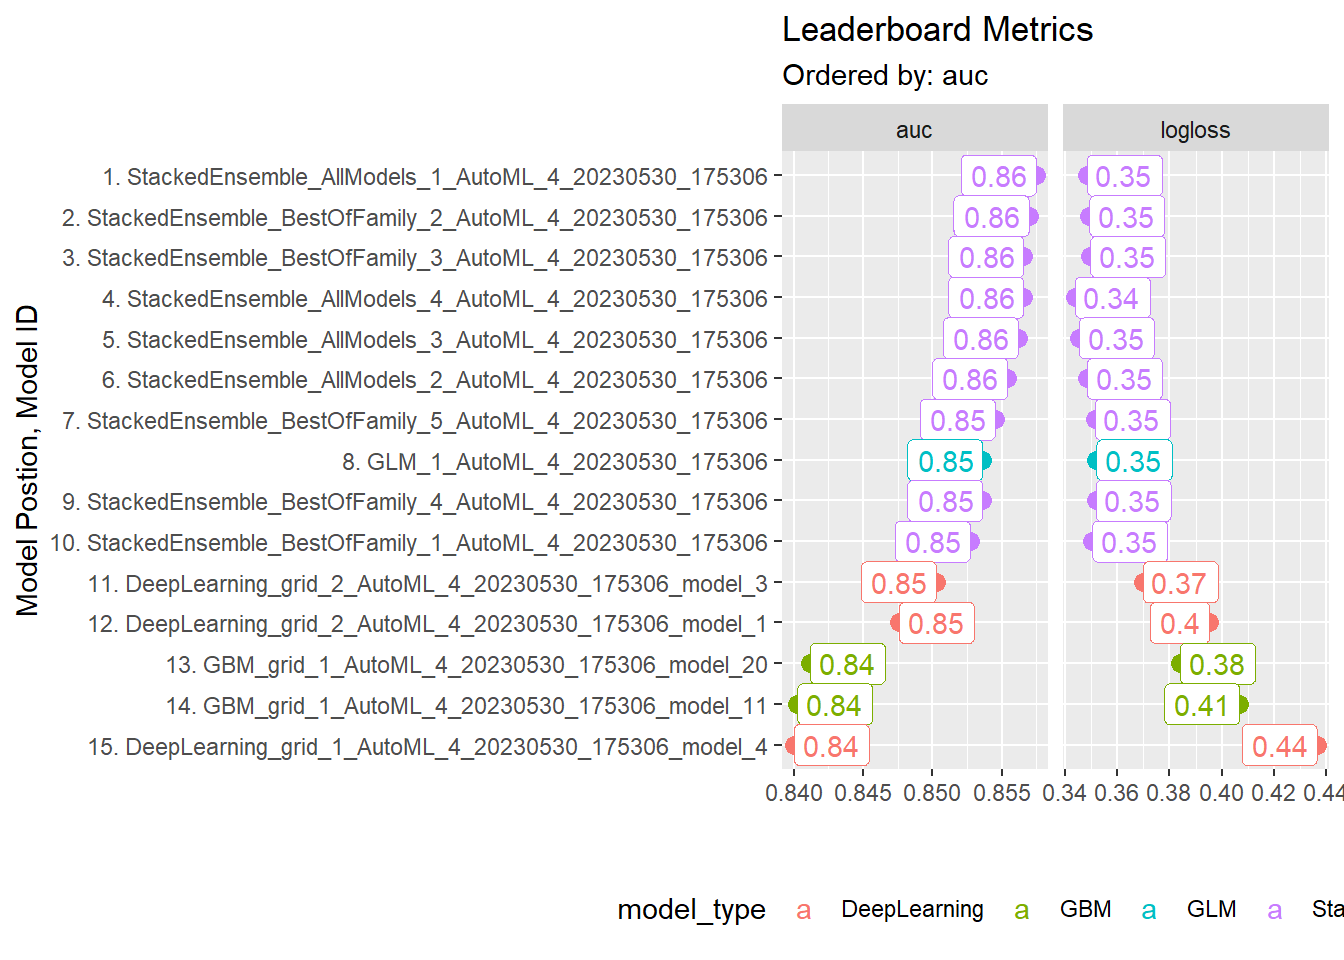 Leaderboard Metrics
Ordered by: auc
auc logloss
Model Postion, Model ID
1. StackedEnsemble_AllModels_1_AutoML_4_20230530_175306 0.86 0.35
2. StackedEnsemble_BestOfFamily_2_AutoML_4_20230530_175306 0.86 0.35
3. StackedEnsemble_BestOfFamily_3_AutoML_4_20230530_175306 0.86 0.35
4. StackedEnsemble_AllModels_4_AutoML_4_20230530_175306 0.86 0.34
5. StackedEnsemble_AllModels_3_AutoML_4_20230530_175306 0.86 0.35
6. StackedEnsemble_AllModels_2_AutoML_4_20230530_175306 0.86 0.35
7. StackedEnsemble_BestOfFamily_5_AutoML_4_20230530_175306 0.85 0.35
8. GLM_1_AutoML_4_20230530_175306 0.85 0.35
9. StackedEnsemble_BestOfFamily_4_AutoML_4_20230530_175306 0.85 0.35
10. StackedEnsemble_BestOfFamily_1_AutoML_4_20230530_175306 0.85 0.35
11. DeepLearning_grid_2_AutoML_4_20230530_175306_model_3 0.85 0.37
12. DeepLearning_grid_2_AutoML_4_20230530_175306_model_1 0.85 0.4
13. GBM_grid_1_AutoML_4_20230530_175306_model_20 0.84 0.38
14. GBM_grid_1_AutoML_4_20230530_175306_model_11 0.84 0.41
15. DeepLearning_grid_1_AutoML_4_20230530_175306_model_4 0.84 0.44
0.840 0.845 0.850 0.855 0.34 0.36 0.38 0.40 0.42 0.44
model_type a DeepLearning a GBM a GLM a Sta